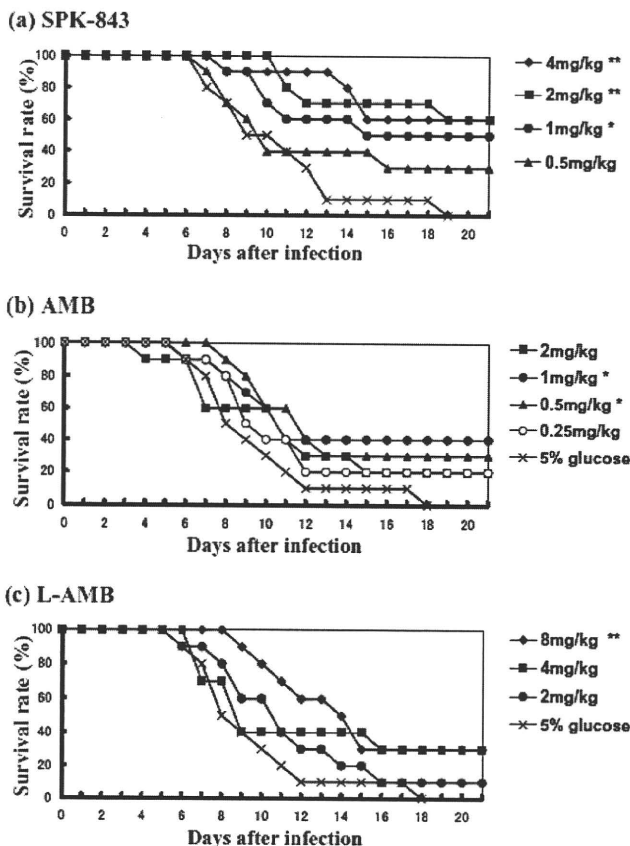 (a) SPK-843
Survival rate (%)
100
80
60
40
20
0
0 2 4 6 8 10 12 14 16 18 20
Days after infection
4mg/kg **
2mg/kg **
1mg/kg *
0.5mg/kg
(b) AMB
Survival rate (%)
100
80
60
40
20
0
0 2 4 6 8 10 12 14 16 18 20
Days after infection
2mg/kg
1mg/kg *
0.5mg/kg *
0.25mg/kg
5% glucose
(c) L-AMB
Survival rate (%)
100
80
60
40
20
0
0 2 4 6 8 10 12 14 16 18 20
Days after infection
8mg/kg **
4mg/kg
2mg/kg
5% glucose